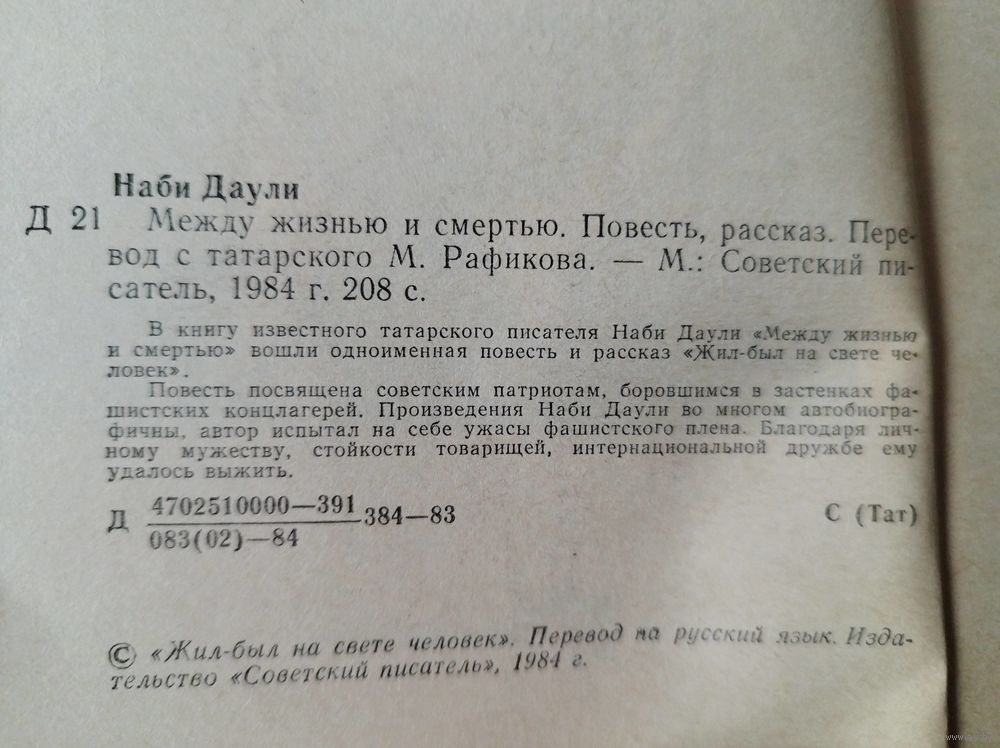 Наби Даули
Д 21 Между жизнью и смертью. Повесть, рассказ. Пере-
вод с татарского М. Рафикова. — М.: Советский пи-
сатель, 1984 г. 208 с.
В книгу известного татарского писателя Наби Даули «Между жизнью
и смертью» вошли одноименная повесть и рассказ «Жил-был на свете че-
ловек».
Повесть посвящена советским патриотам, боровшимся в застенках фа-
шистских концлагерей. Произведения Наби Даули во многом автобиогра-
фичны, автор испытал на себе ужасы фашистского плена. Благодаря лич-
ному мужеству, стойкости товарищей, интернациональной дружбе ему
удалось выжить.
4702510000—391
Д 384—83 С (Тат)
083(02)—84
© «Жил-был на свете человек». Перевод на русский язык. Изда-
тельство «Советский писатель», 1984 г.